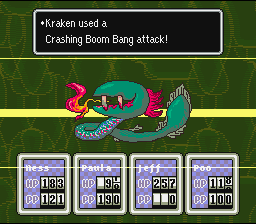 •Kraken used a
Crashing Boom Bang attack!
Ness Paula Jeff Poo
HP 183 HP HP 257 HP
PP 121 PP 190 PP 0 PP 100